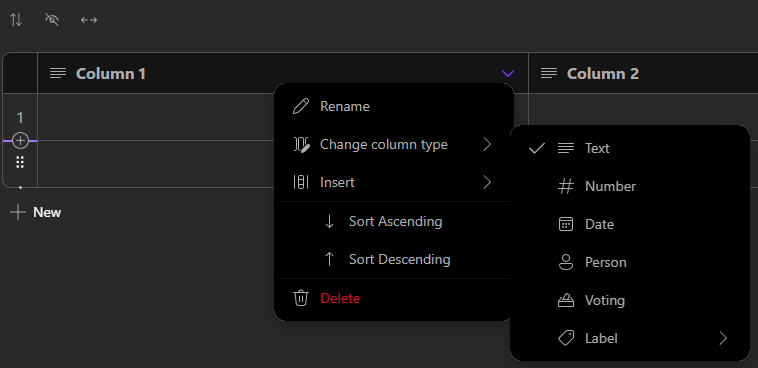 Column 1
Column 2
1
Rename
Change column type
Text
Insert
Number
New
Sort Ascending
Date
Sort Descending
Person
Delete
Voting
Label